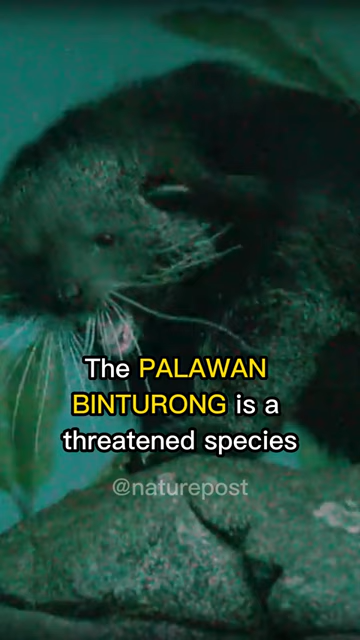 The PALAWAN
BINTURONG is a
threatened species
@naturepost